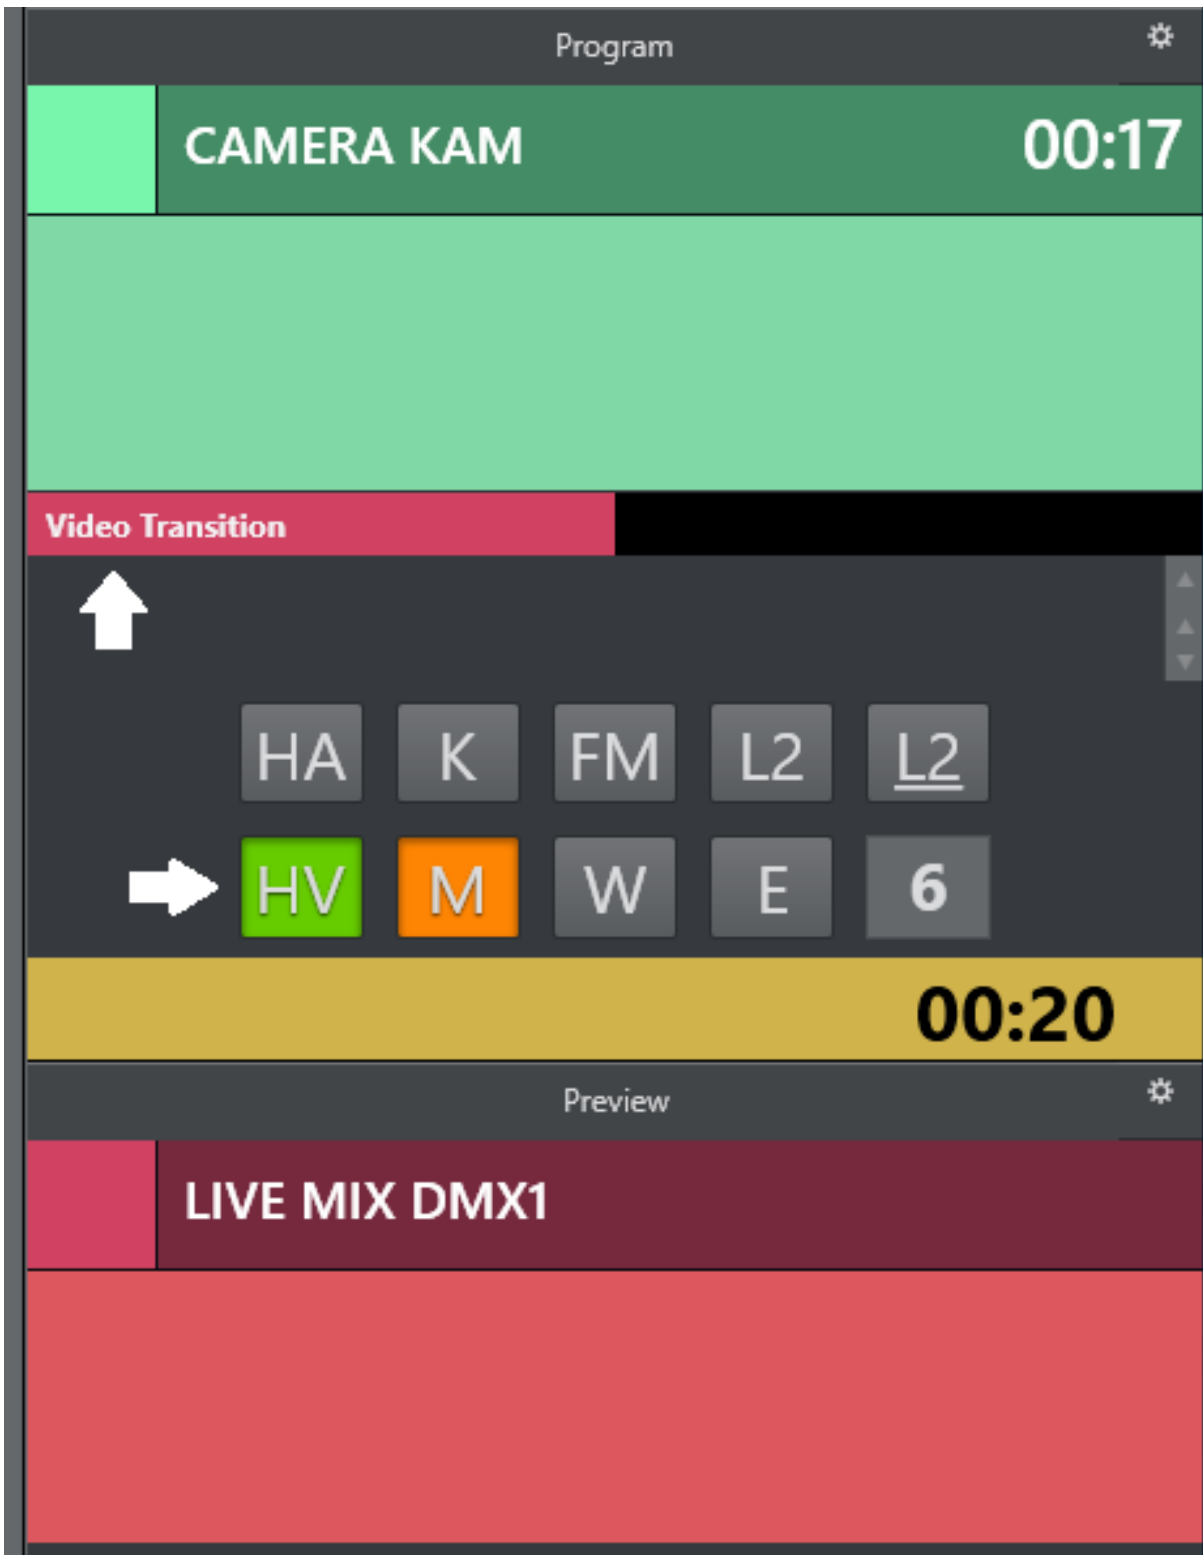 Program
CAMERA KAM 00:17
Video Transition
HA K FM L2 L2
HV M W E 6
00:20
Preview
LIVE MIX DMX1